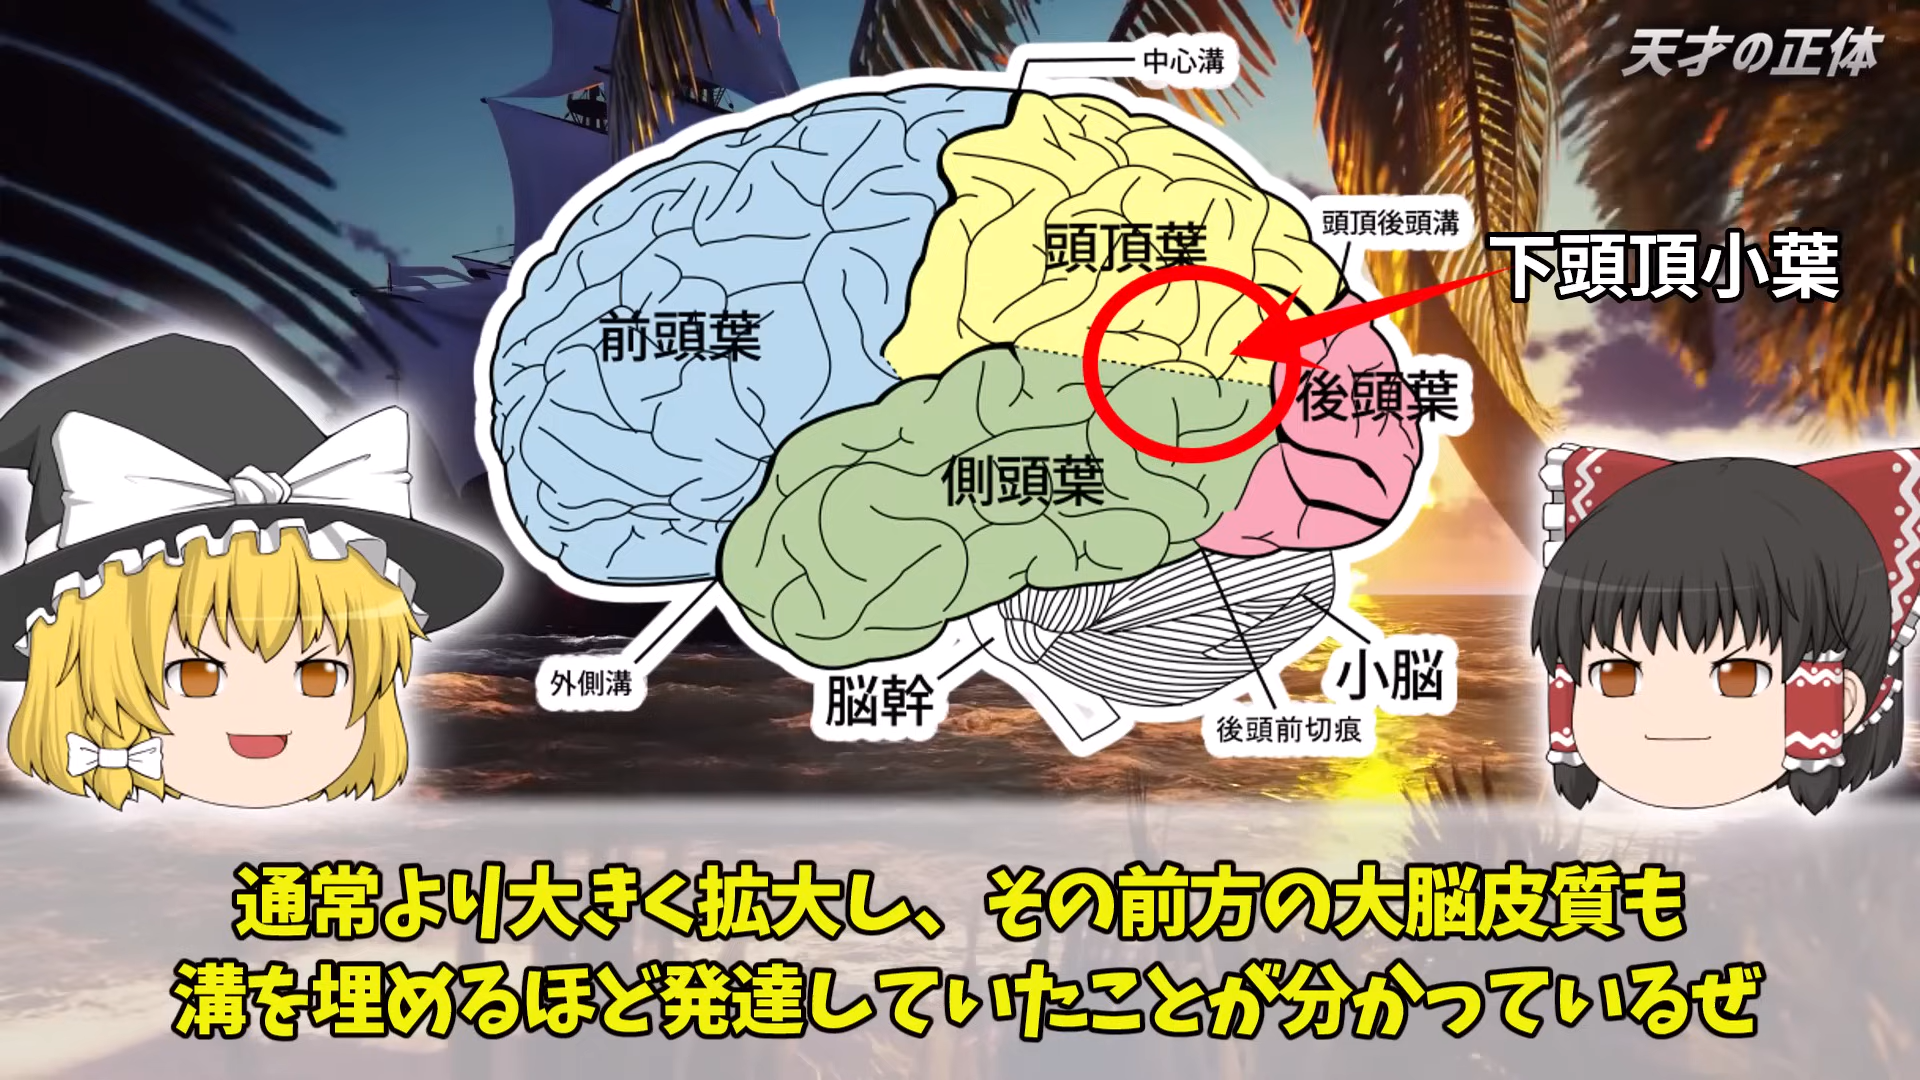 天才の正体
中心溝
頭頂後頭溝
頭頂葉
下頭頂小葉
前頭葉
後頭葉
側頭葉
外側溝
脳幹
小脳
後頭前切痕
通常より大きく拡大し、その前方の大脳皮質も
溝を埋めるほど発達していたことが分かっているぜ